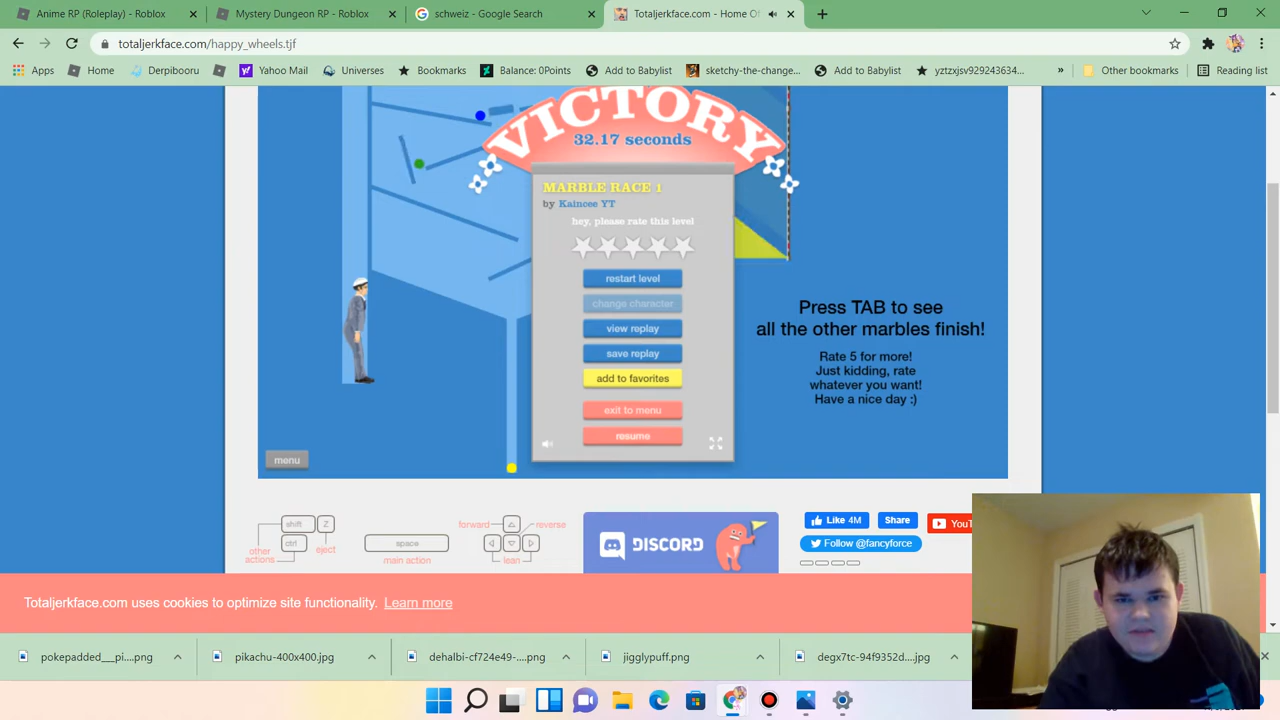 Anime RP - Roblox
Mystery Dungeon RP - Roblox
schweiz - Google Search
Totaljerkface.com - Home Of
totaljerkface.com/happy_wheels.tjf
Apps
Home
Derpibooru
Yahoo Mail
Universes
Bookmarks
Balance: 0Points
Add to Babylist
sketchy-the-change...
Add to Babylist
yztzxjsv929243634...
»
Other bookmarks
Reading list
VICTORY
32.17 seconds
MARBLE RACE 1
by Kaincee YT
hey, please rate this level
restart level
change character
view replay
save replay
add to favorites
exit to menu
resume
Press TAB to see
all the other marbles finish!
Rate 5 for more!
Just kidding, rate
whatever you want!
Have a nice day :)
menu
shift
Z
ctrl
other
actions
eject
space
main action
forward
reverse
lean
DISCORD
Like 4M
Share
Follow @fancyforce
Totaljerkface.com uses cookies to optimize site functionality. Learn more
pokepadded___pi....png
pikachu-400x400.jpg
dehalbi-cf724e49-....png
jigglypuff.png
degx7tc-94f9352d....jpg